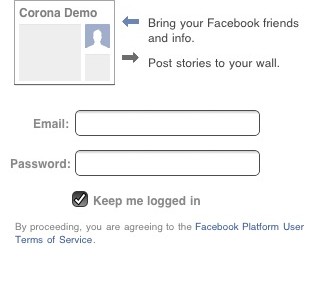 Corona Demo
Bring your Facebook friends
and info.
Post stories to your wall.
Email:
Password:
Keep me logged in
By proceeding, you are agreeing to the Facebook Platform User
Terms of Service.